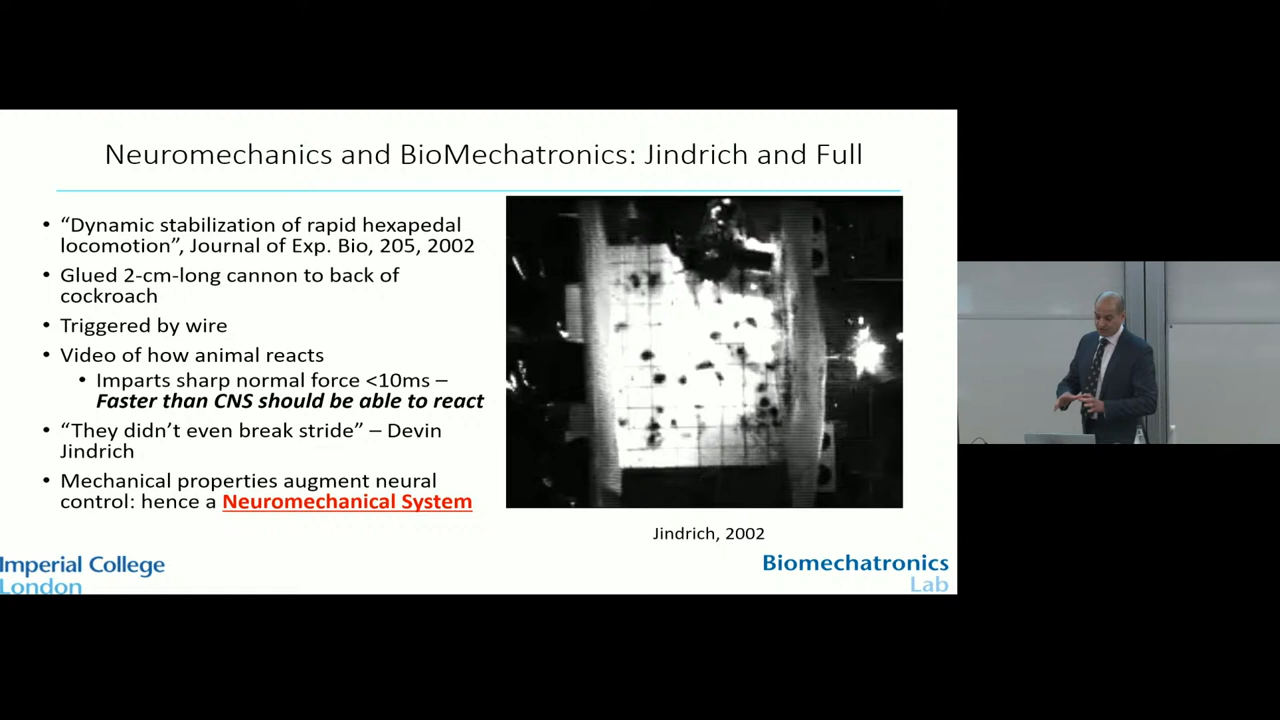 Neuromechanics and BioMechatronics: Jindrich and Full
• “Dynamic stabilization of rapid hexapedal
locomotion”, Journal of Exp. Bio, 205, 2002
• Glued 2-cm-long cannon to back of
cockroach
• Triggered by wire
• Video of how animal reacts
• Imparts sharp normal force <10ms –
Faster than CNS should be able to react
• “They didn’t even break stride” – Devin
Jindrich
• Mechanical properties augment neural
control: hence a Neuromechanical System
Jindrich, 2002
Imperial College
London
Biomechatronics
Lab